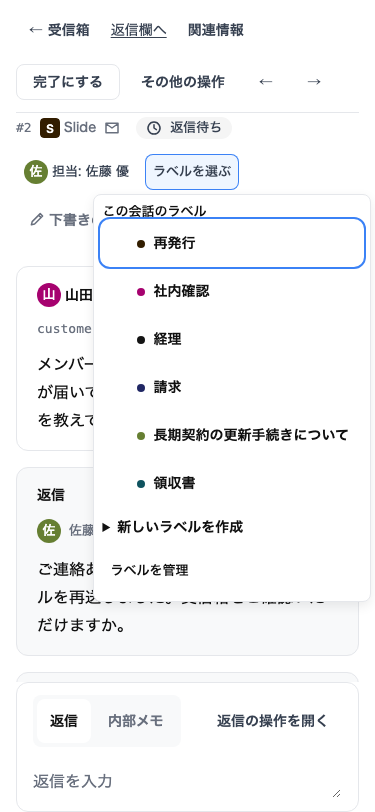 ← 受信箱 返信欄へ 関連情報
完了にする その他の操作 ← →
#2 S Slide 返信待ち
佐 担当: 佐藤 優 ラベルを選ぶ
下書き
この会話のラベル
再発行
社内確認
経理
請求
長期契約の更新手続きについて
領収書
▶ 新しいラベルを作成
ラベルを管理
山 山田
custome
メンバー
が届いて
を教えて
返信
佐 佐藤
ご連絡あ
だけますか。
返信 内部メモ 返信の操作を開く
返信を入力